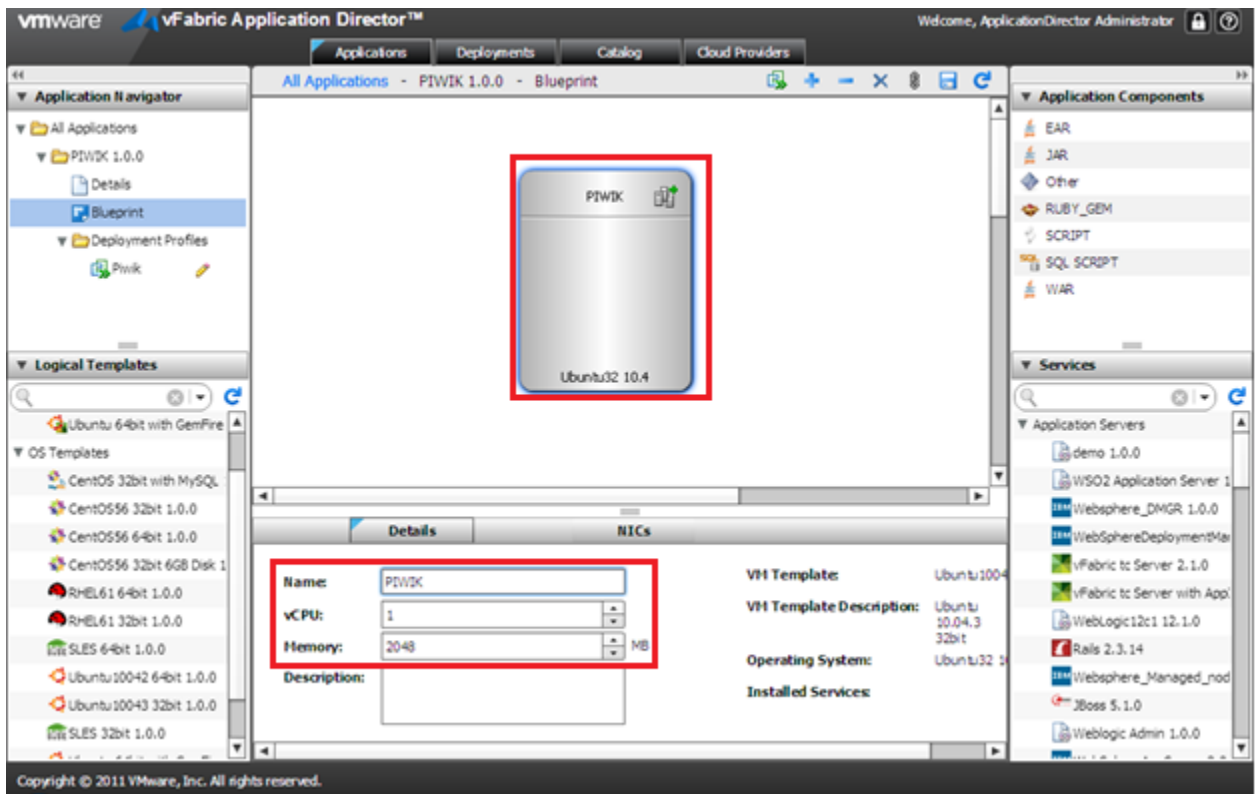 vmware vFabric Application Director™
Welcome, ApplicationDirector Administrator
Applications Deployments Catalog Cloud Providers
Application Navigator
All Applications
PIWIK 1.0.0
Details
Blueprint
Deployment Profiles
Piwik
Logical Templates
Ubuntu 64bit with GemFire
OS Templates
CentOS 32bit with MySQL
CentOS56 32bit 1.0.0
CentOS56 64bit 1.0.0
CentOS56 32bit 6GB Disk 1
RHEL61 64bit 1.0.0
RHEL61 32bit 1.0.0
SLES 64bit 1.0.0
Ubuntu10042 64bit 1.0.0
Ubuntu10043 32bit 1.0.0
SLES 32bit 1.0.0
All Applications - PIWIK 1.0.0 - Blueprint
PIWIK
Ubuntu32 10.4
Details NICs
Name: PIWIK
vCPU: 1
Memory: 2048 MB
Description:
VM Template: Ubuntu1004
VM Template Description: Ubuntu
10.04.3
32bit
Operating System: Ubuntu32 1
Installed Services:
Application Components
EAR
JAR
Other
RUBY_GEM
SCRIPT
SQL SCRIPT
WAR
Services
Application Servers
demo 1.0.0
WSO2 Application Server 1
Websphere_DMGR 1.0.0
WebSphereDeploymentMa
vFabric tc Server 2.1.0
vFabric tc Server with App
WebLogic12c1 12.1.0
Rails 2.3.14
Websphere_Managed_nod
JBoss 5.1.0
Weblogic Admin 1.0.0
Copyright © 2011 VMware, Inc. All rights reserved.